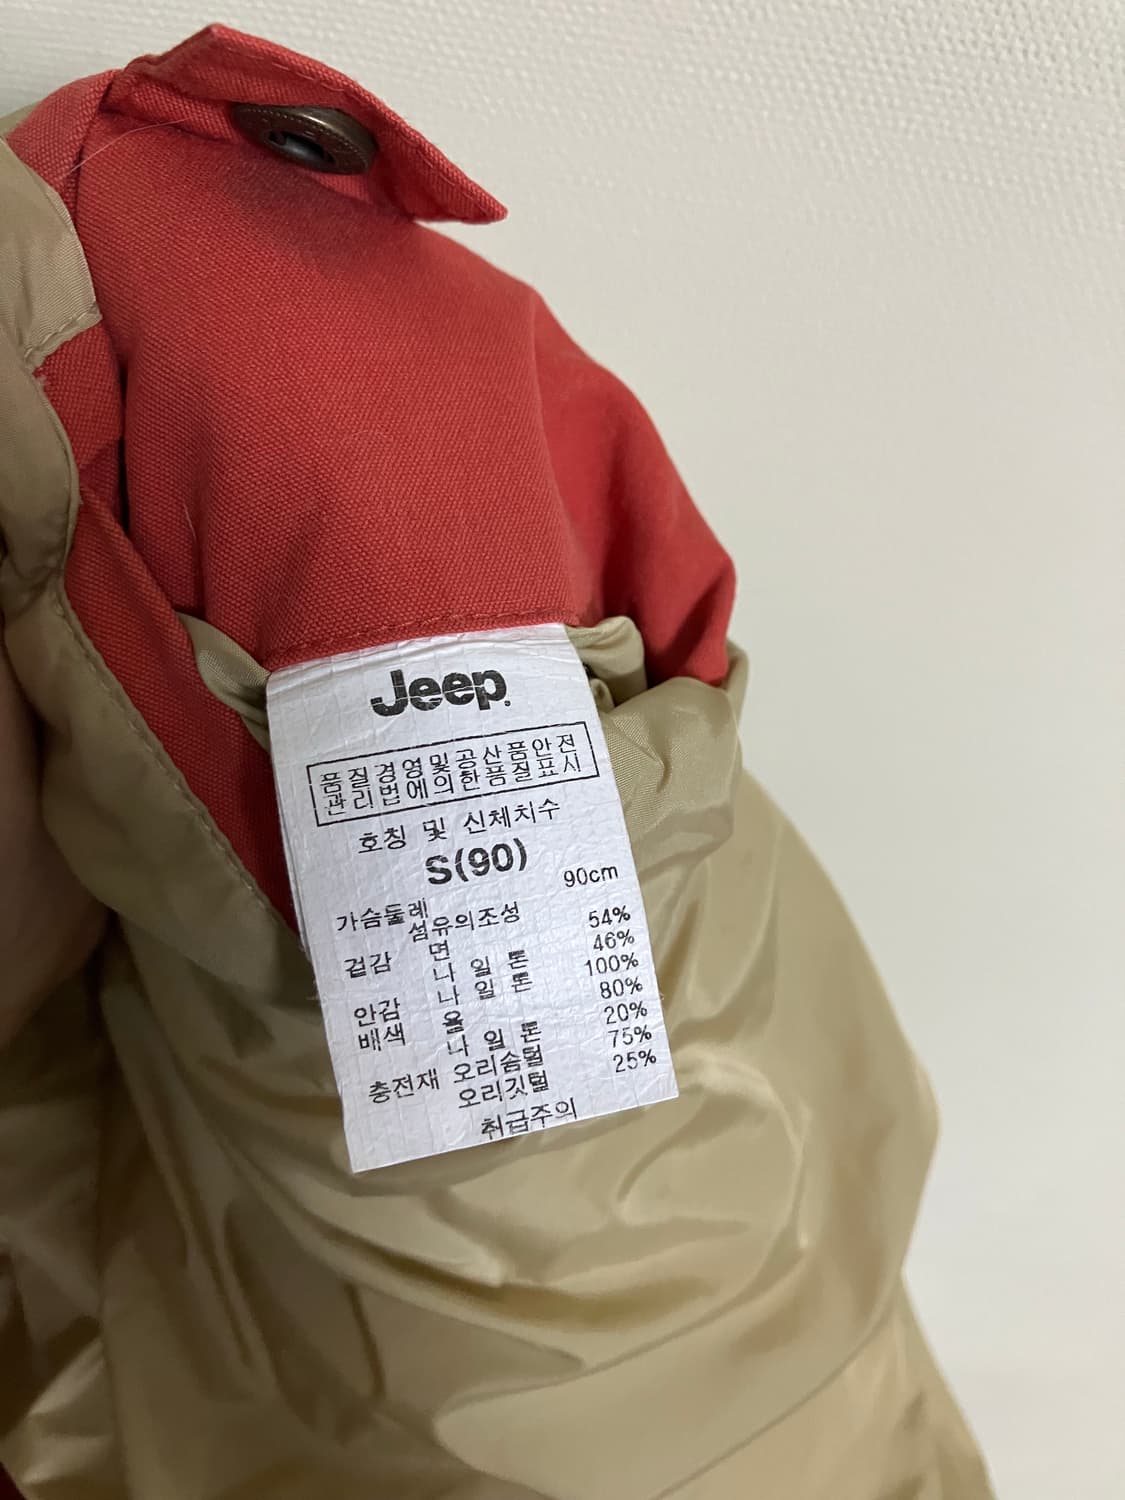 Jeep
품질경영및공산품안전
관리법에의한품질표시
호칭 및 신체치수
S(90)
가슴둘레 90cm
섬유의조성
겉감 면 54%
나일론 46%
안감 나일론 100%
배색 울 80%
나일론 20%
충전재 오리솜털 75%
오리깃털 25%
취급주의